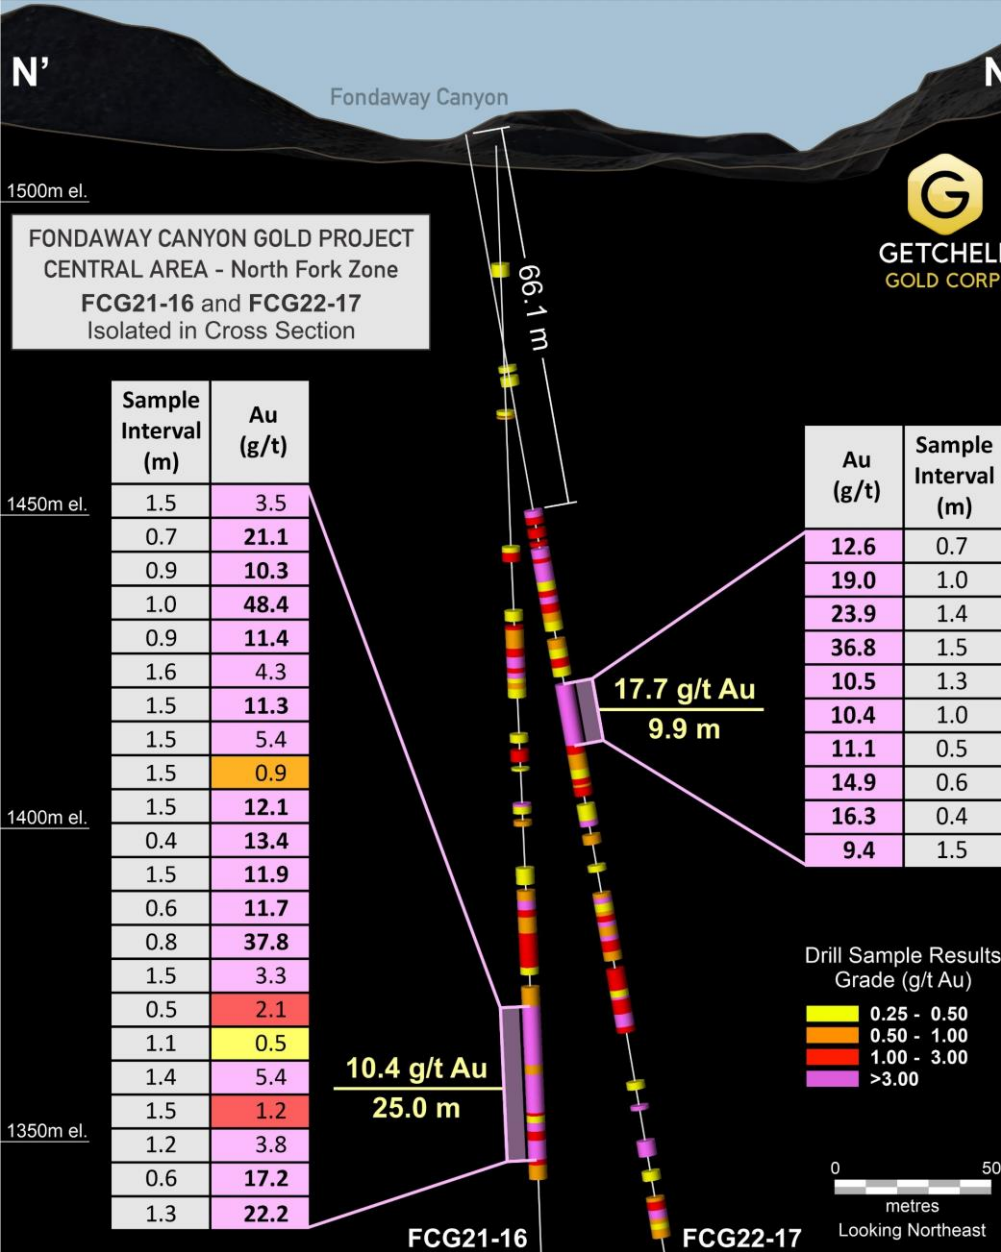 N'
N
Fondaway Canyon
1500m el.
FONDAWAY CANYON GOLD PROJECT
CENTRAL AREA - North Fork Zone
FCG21-16 and FCG22-17
Isolated in Cross Section
G
GETCHELL
GOLD CORP
66.1 m
Sample Interval (m) Au (g/t)
1.5 3.5
0.7 21.1
0.9 10.3
1.0 48.4
0.9 11.4
1.6 4.3
1.5 11.3
1.5 5.4
1.5 0.9
1.5 12.1
0.4 13.4
1.5 11.9
0.6 11.7
0.8 37.8
1.5 3.3
0.5 2.1
1.1 0.5
1.4 5.4
1.5 1.2
1.2 3.8
0.6 17.2
1.3 22.2
1450m el.
1400m el.
1350m el.
Au (g/t) Sample Interval (m)
12.6 0.7
19.0 1.0
23.9 1.4
36.8 1.5
10.5 1.3
10.4 1.0
11.1 0.5
14.9 0.6
16.3 0.4
9.4 1.5
17.7 g/t Au
9.9 m
10.4 g/t Au
25.0 m
Drill Sample Results
Grade (g/t Au)
0.25 - 0.50
0.50 - 1.00
1.00 - 3.00
>3.00
0 50
metres
Looking Northeast
FCG21-16
FCG22-17